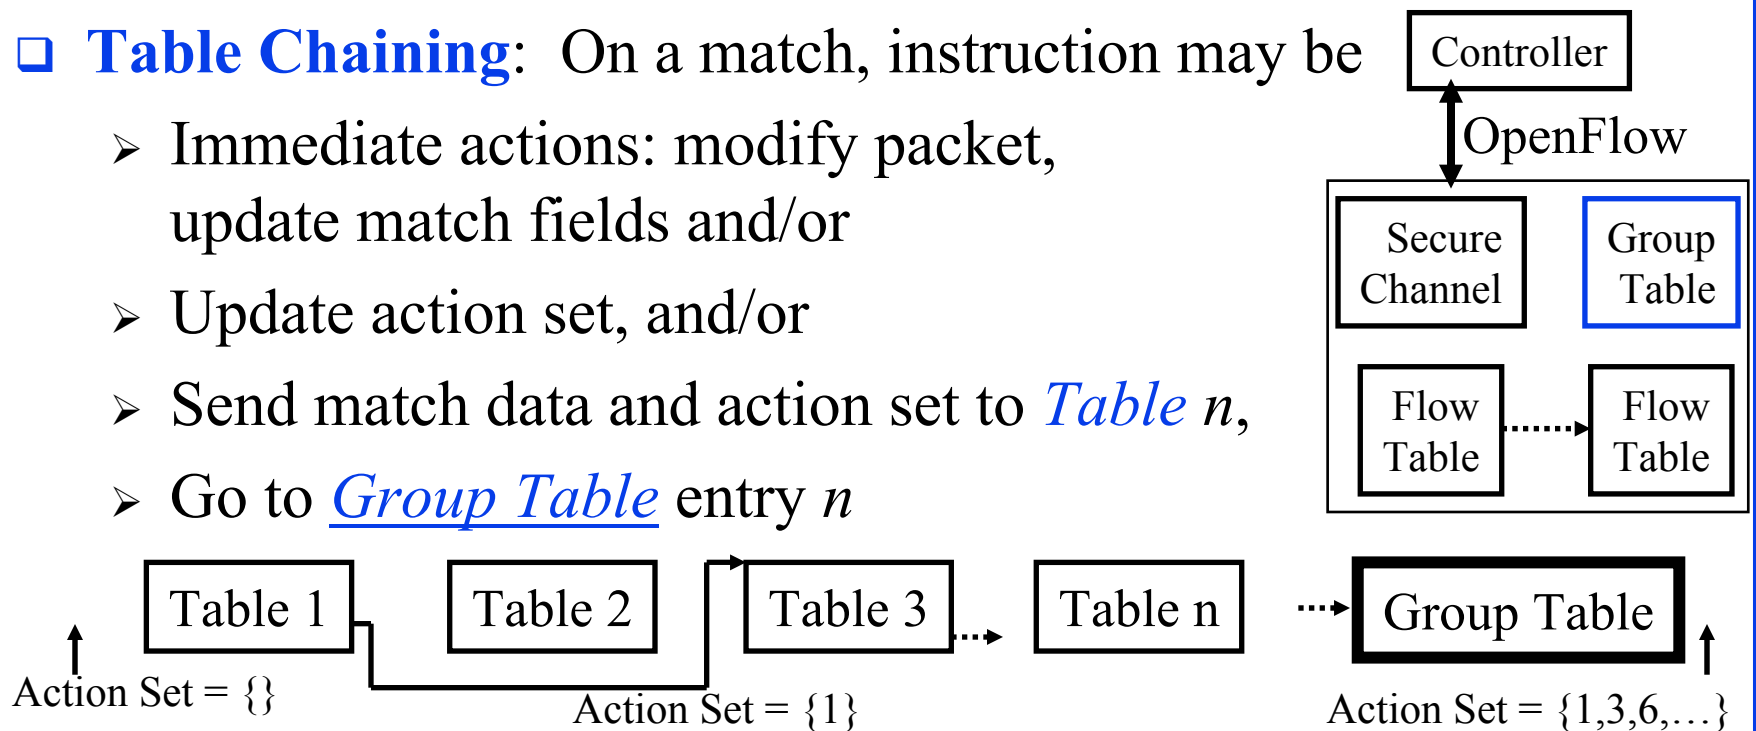 ❑ Table Chaining: On a match, instruction may be
➢ Immediate actions: modify packet,
update match fields and/or
➢ Update action set, and/or
➢ Send match data and action set to Table n,
➢ Go to Group Table entry n
Controller
OpenFlow
Secure
Channel
Group
Table
Flow
Table
Flow
Table
Table 1
Table 2
Table 3
Table n
Group Table
Action Set = {}
Action Set = {1}
Action Set = {1,3,6,…}